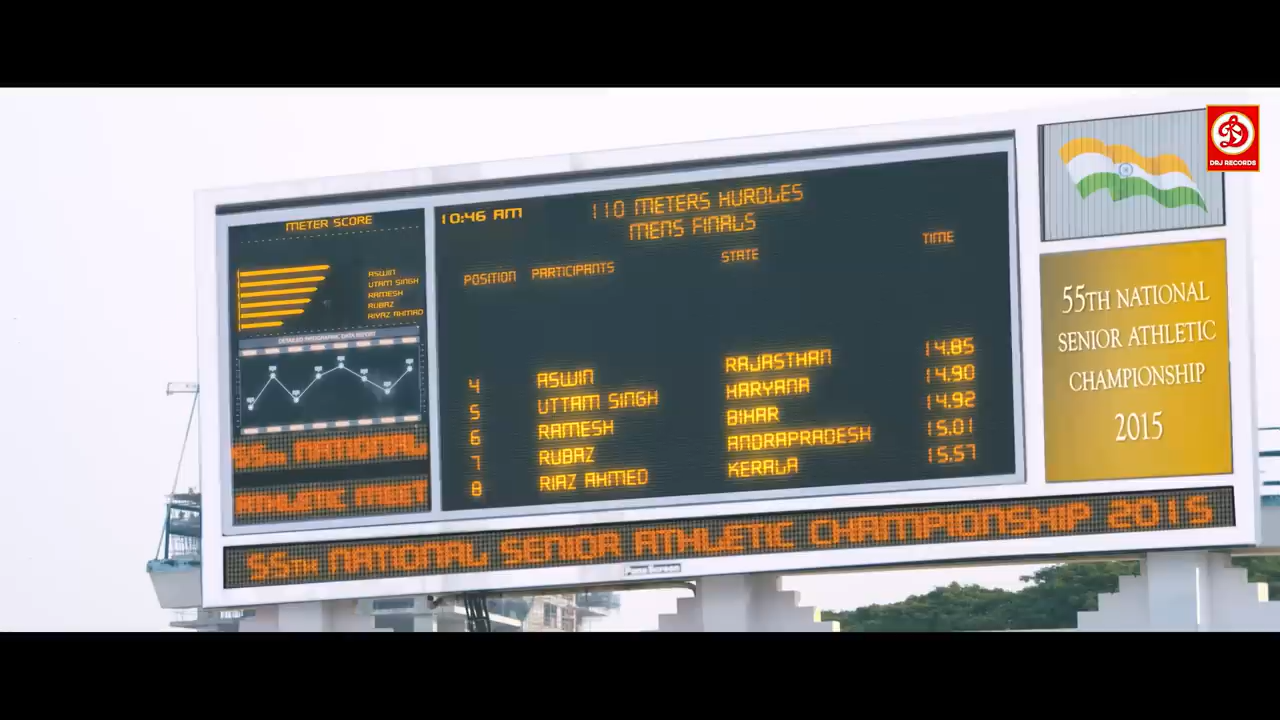 DRJ RECORDS
METER SCORE
ASWIN
UTAM SINGH
RAMESH
RUBAZ
RIYAZ AHMAD
55th NATIONAL
ATHLETIC MEET
10:46 AM
110 METERS HURDLES
MENS FINALS
POSITION PARTICIPANTS STATE TIME
4 ASWIN RAJASTHAN 14.85
5 UTTAM SINGH HARYANA 14.90
6 RAMESH BIHAR 14.92
7 RUBAZ ANDRAPRADESH 15.01
8 RIAZ AHMED KERALA 15.57
55TH NATIONAL
SENIOR ATHLETIC
CHAMPIONSHIP
2015
55TH NATIONAL SENIOR ATHLETIC CHAMPIONSHIP 2015